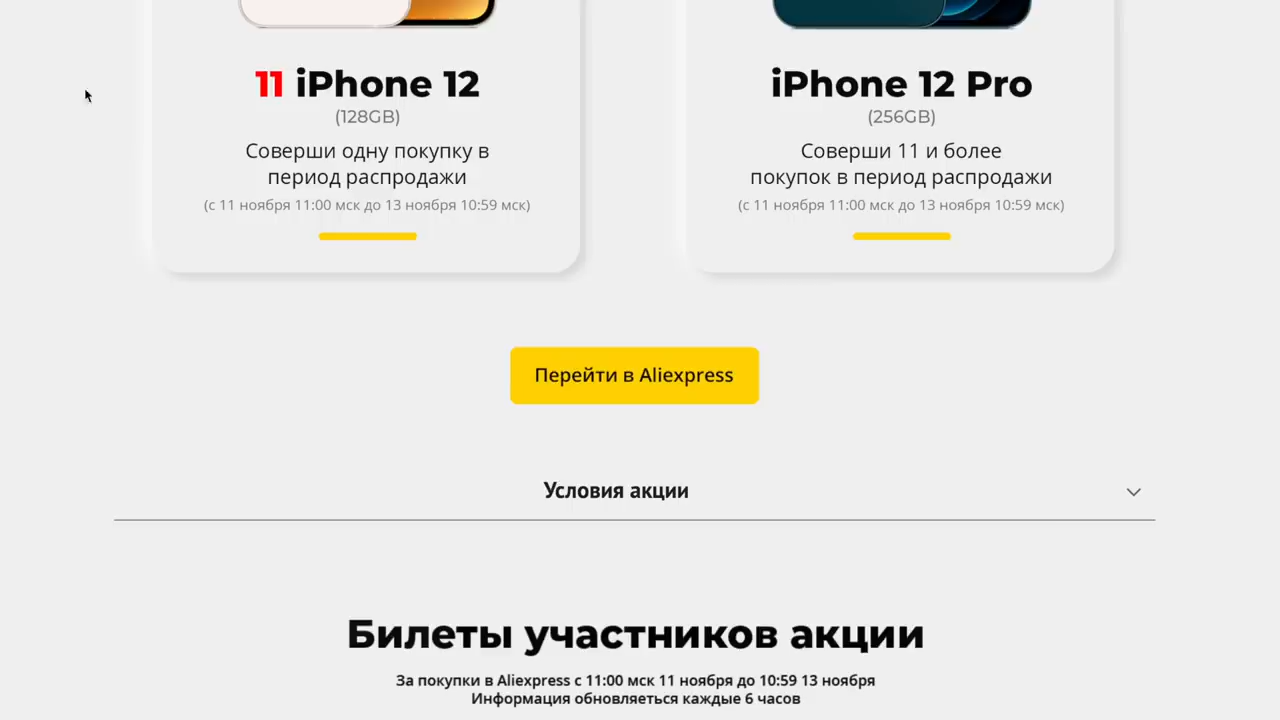 11 iPhone 12
(128GB)
Соверши одну покупку в
период распродажи
(с 11 ноября 11:00 мск до 13 ноября 10:59 мск)
iPhone 12 Pro
(256GB)
Соверши 11 и более
покупок в период распродажи
(с 11 ноября 11:00 мск до 13 ноября 10:59 мск)
Перейти в Aliexpress
Условия акции
Билеты участников акции
За покупки в Aliexpress с 11:00 мск 11 ноября до 10:59 13 ноября
Информация обновляеться каждые 6 часов